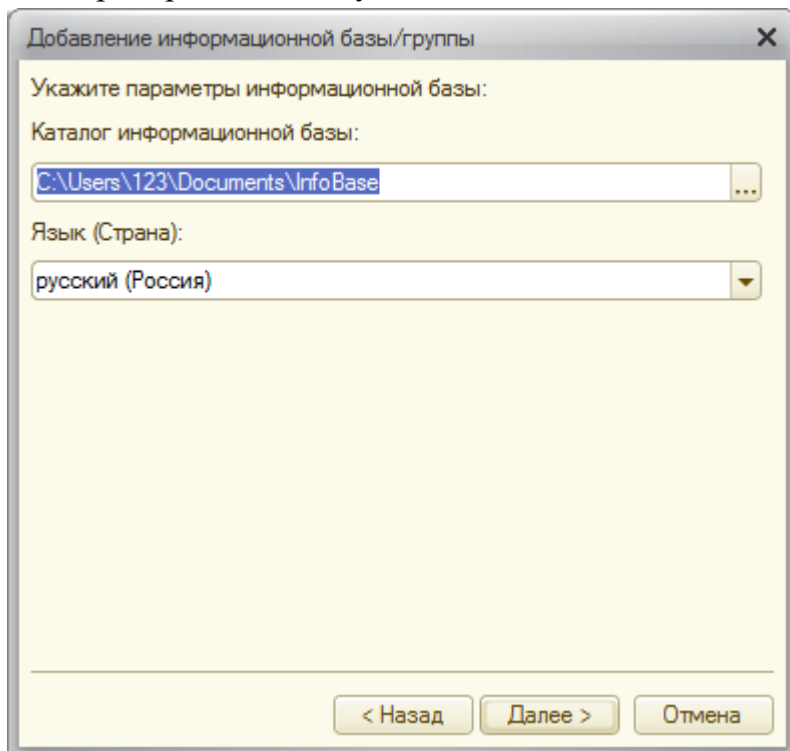 Добавление информационной базы/группы
Укажите параметры информационной базы:
Каталог информационной базы:
C:\Users\123\Documents\InfoBase
...
Язык (Страна):
русский (Россия)
< Назад Далее > Отмена